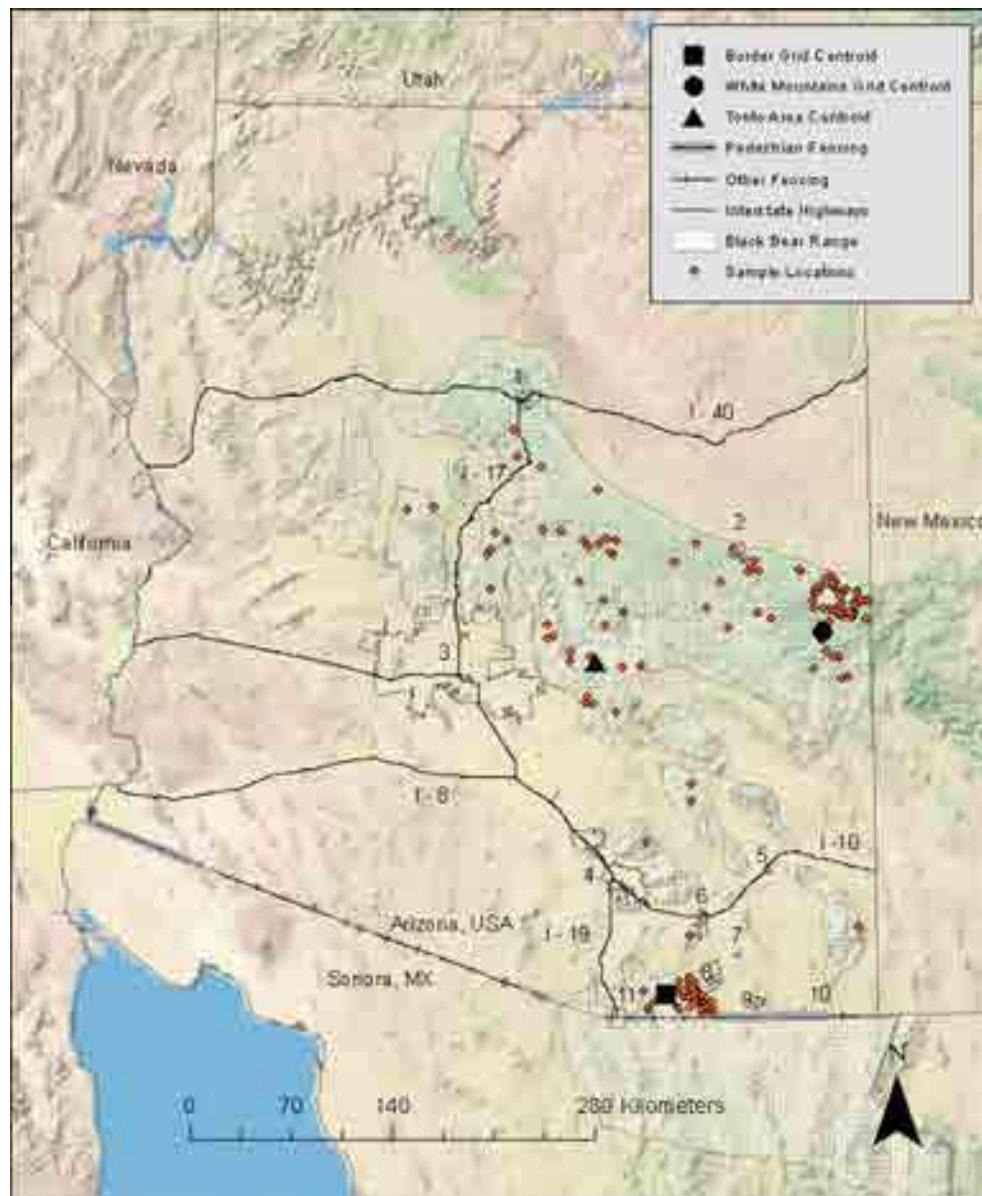 Utah
Border Grid Centroid
White Mountains Grid Centroid
Tonto Area Centroid
Pedestrian Fencing
Other Fencing
Interstate Highways
Black Bear Range
Sample Locations
Nevada
1
I - 40
I - 17
2
New Mexico
California
3
I - 8
I -10
5
4
6
Arizona, USA
I - 19
7
Sonora, MX
8
11
9
10
N
0 70 140 280 Kilometers